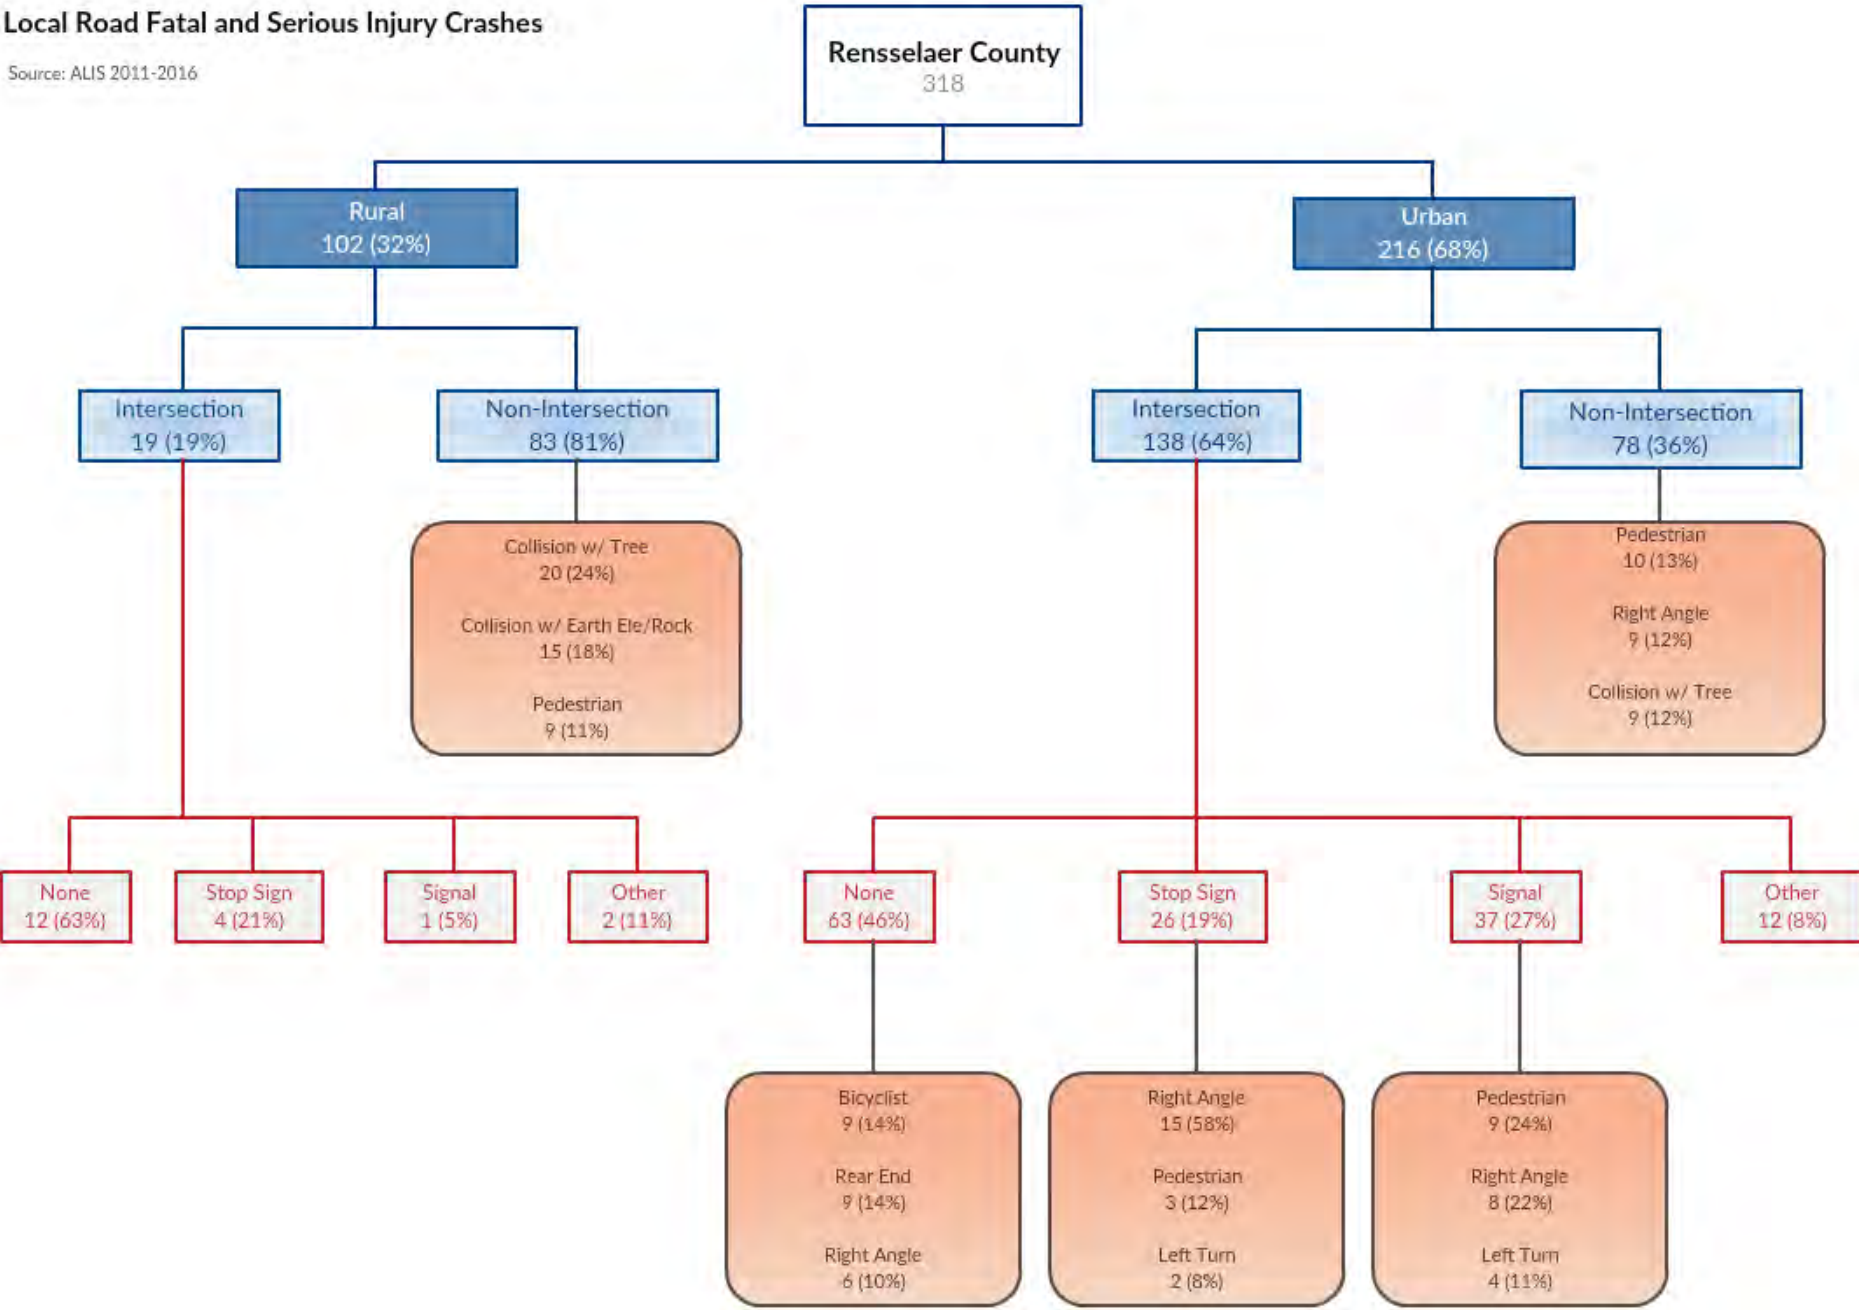 Local Road Fatal and Serious Injury Crashes
Source: ALIS 2011-2016
Rensselaer County
318
Rural
102 (32%)
Urban
216 (68%)
Intersection
19 (19%)
Non-Intersection
83 (81%)
Intersection
138 (64%)
Non-Intersection
78 (36%)
Collision w/ Tree
20 (24%)
Collision w/ Earth Ele/Rock
15 (18%)
Pedestrian
9 (11%)
Pedestrian
10 (13%)
Right Angle
9 (12%)
Collision w/ Tree
9 (12%)
None
12 (63%)
Stop Sign
4 (21%)
Signal
1 (5%)
Other
2 (11%)
None
63 (46%)
Stop Sign
26 (19%)
Signal
37 (27%)
Other
12 (8%)
Bicyclist
9 (14%)
Rear End
9 (14%)
Right Angle
6 (10%)
Right Angle
15 (58%)
Pedestrian
3 (12%)
Left Turn
2 (8%)
Pedestrian
9 (24%)
Right Angle
8 (22%)
Left Turn
4 (11%)